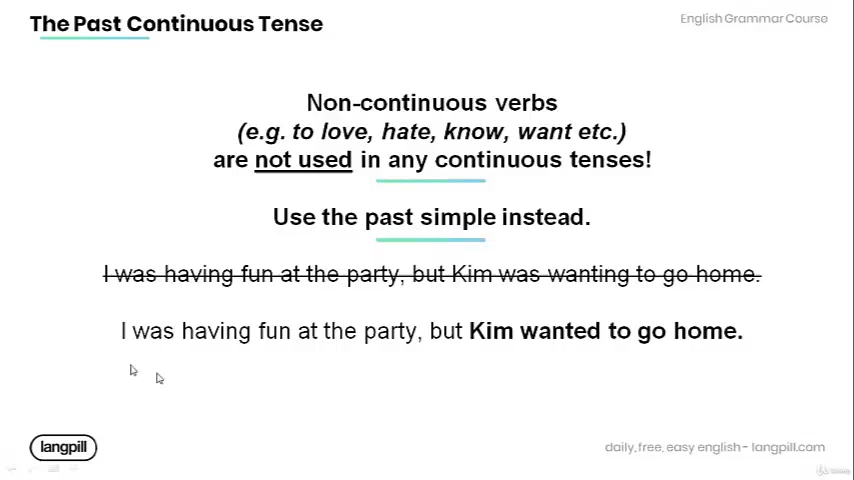 The Past Continuous Tense
English Grammar Course
Non-continuous verbs
(e.g. to love, hate, know, want etc.)
are not used in any continuous tenses!
Use the past simple instead.
I was having fun at the party, but Kim was wanting to go home.
I was having fun at the party, but Kim wanted to go home.
langpill
daily, free, easy english - langpill.com